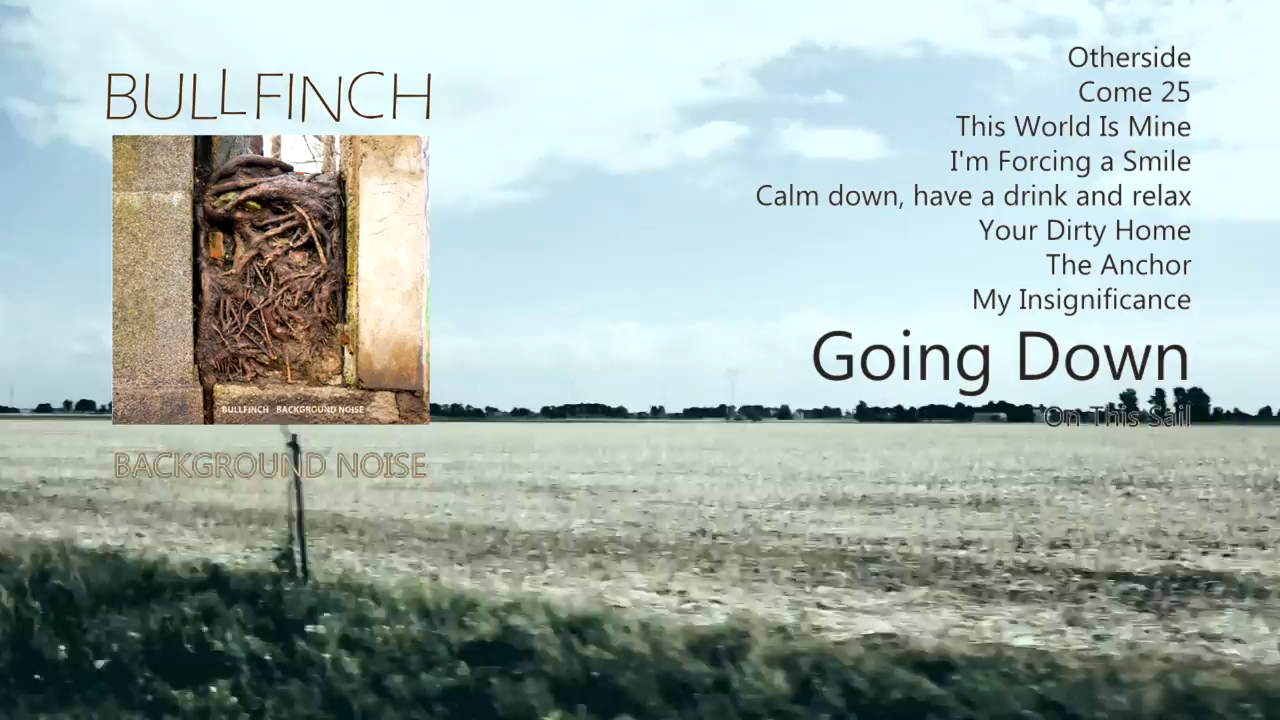 BULLFINCH
BULLFINCH BACKGROUND NOISE
BACKGROUND NOISE
Otherside
Come 25
This World Is Mine
I'm Forcing a Smile
Calm down, have a drink and relax
Your Dirty Home
The Anchor
My Insignificance
Going Down
On This Sail